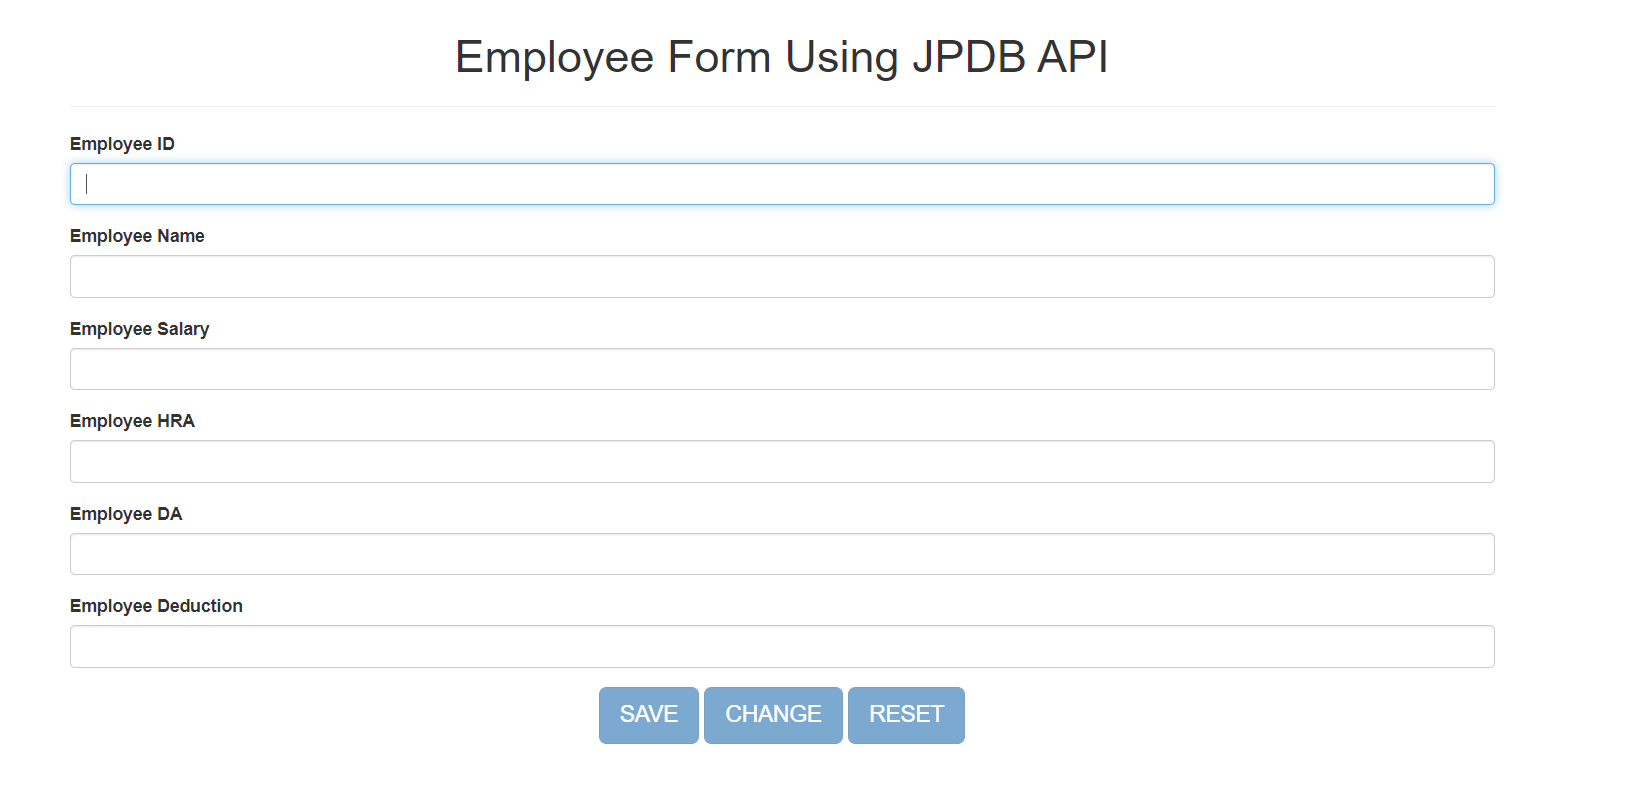 Employee Form Using JPDB API
Employee ID
Employee Name
Employee Salary
Employee HRA
Employee DA
Employee Deduction
SAVE CHANGE RESET